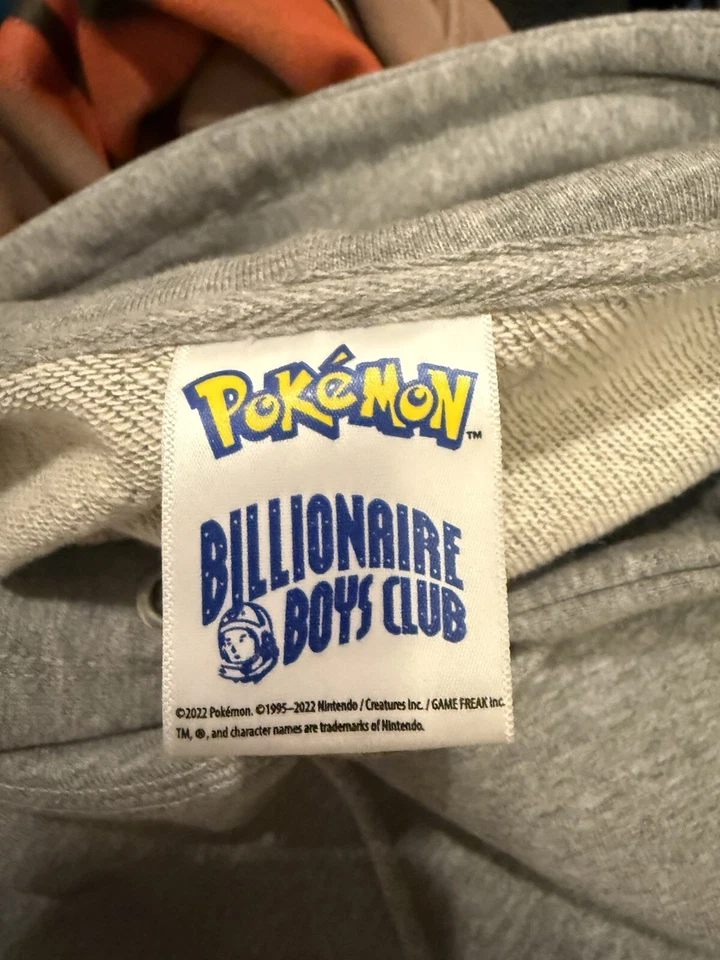 POKéMON™
BILLIONAIRE
BOYS CLUB
©2022 Pokémon. ©1995–2022 Nintendo / Creatures Inc. / GAME FREAK inc.
TM, ®, and character names are trademarks of Nintendo.